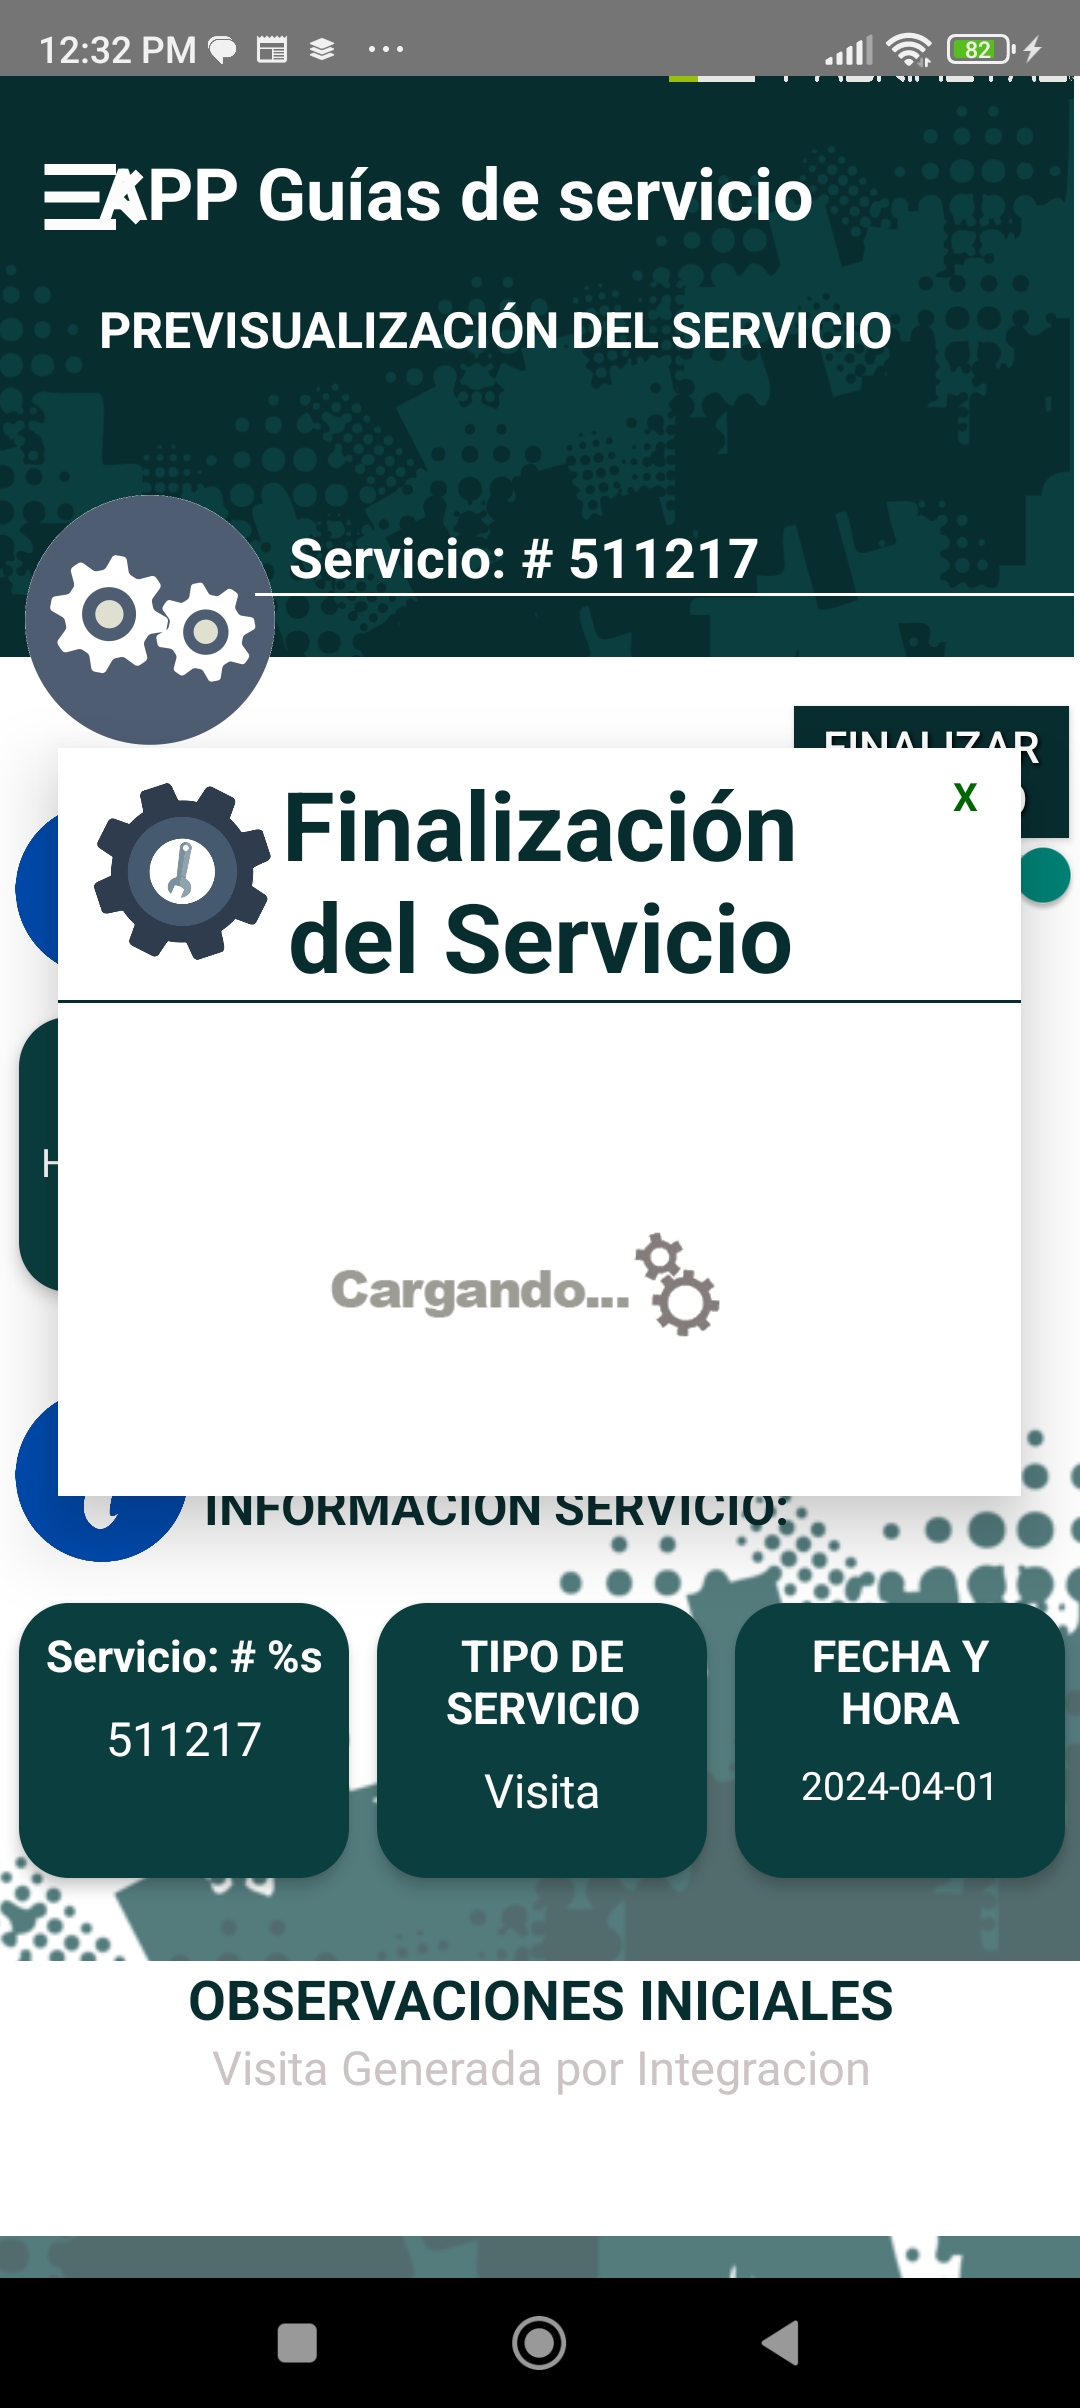 12:32 PM
82
APP Guías de servicio
PREVISUALIZACIÓN DEL SERVICIO
Servicio: # 511217
FINALIZAR
Finalización
del Servicio
X
H
Cargando...
INFORMACIÓN SERVICIO:
Servicio: # %s
511217
TIPO DE
SERVICIO
Visita
FECHA Y
HORA
2024-04-01
OBSERVACIONES INICIALES
Visita Generada por Integracion